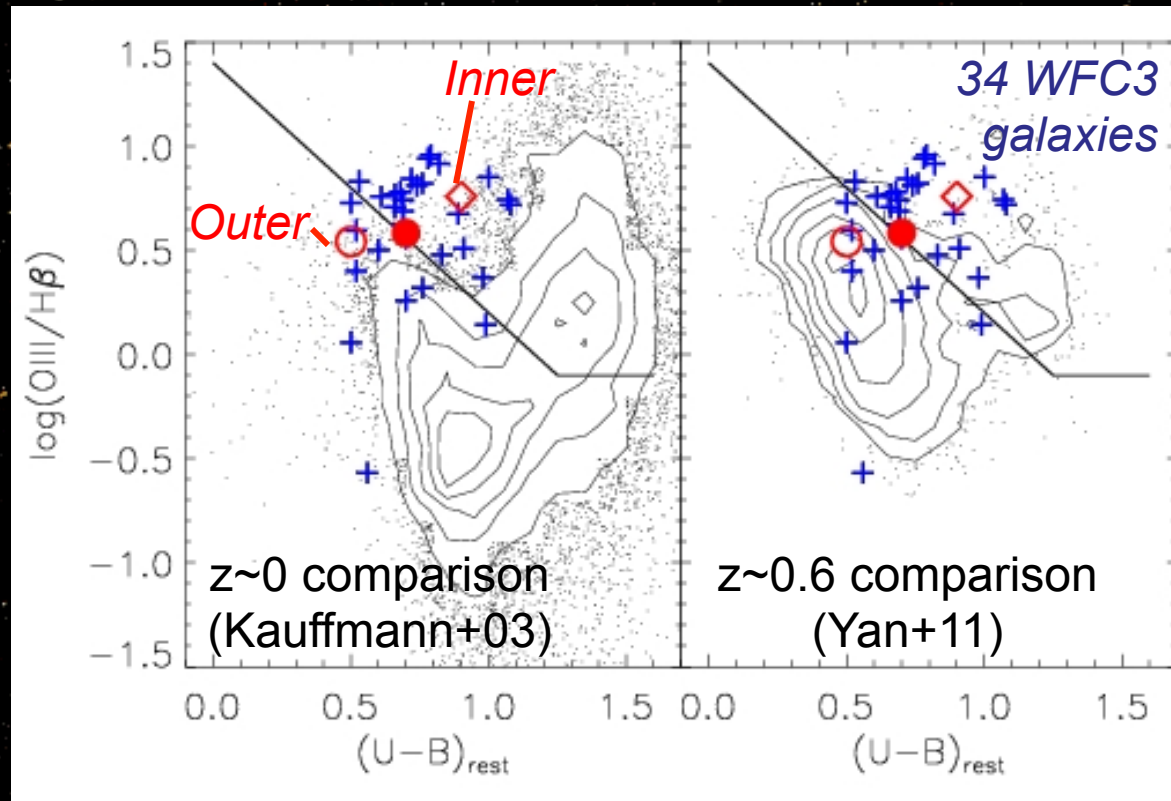 Inner
Outer
34 WFC3
galaxies
log(OIII/Hβ)
1.5
1.0
0.5
0.0
−0.5
−1.0
−1.5
z~0 comparison
(Kauffmann+03)
z~0.6 comparison
(Yan+11)
0.0 0.5 1.0 1.5
0.0 0.5 1.0 1.5
(U−B)rest
(U−B)rest